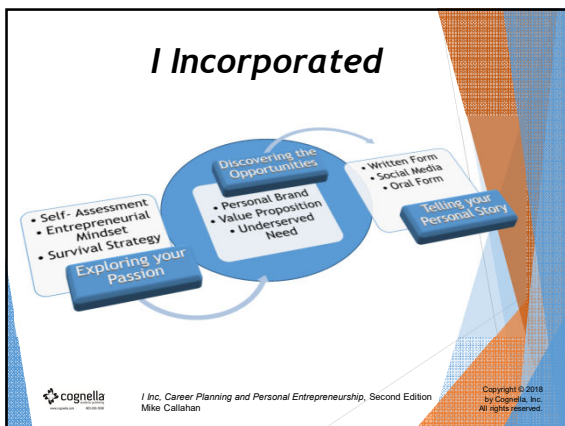 I Incorporated
• Self- Assessment
• Entrepreneurial
Mindset
• Survival Strategy
Exploring your
Passion
Discovering the
Opportunities
• Personal Brand
• Value Proposition
• Underserved
Need
• Written Form
• Social Media
• Oral Form
Telling your
Personal Story
cognella
I Inc, Career Planning and Personal Entrepreneurship, Second Edition
Mike Callahan
Copyright © 2018
by Cognella, Inc.
All rights reserved.